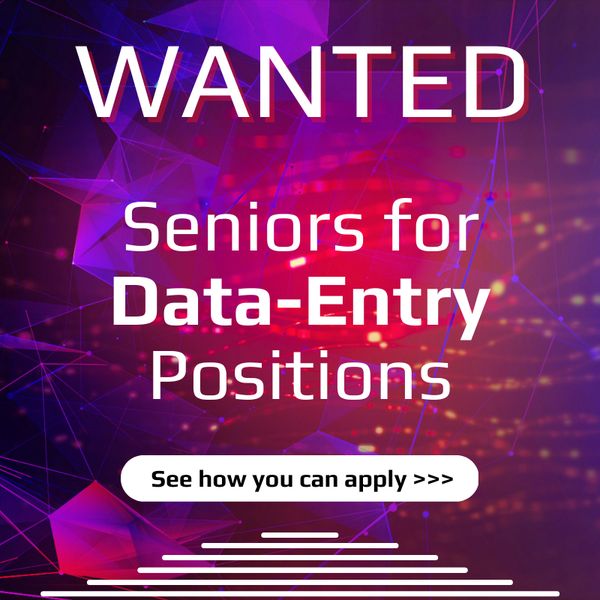 WANTED
Seniors for
Data-Entry
Positions
See how you can apply >>>